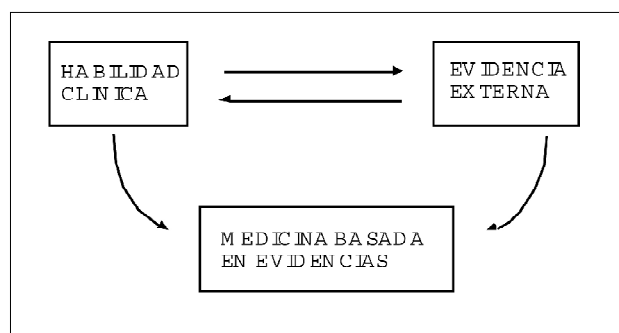 HABILIDAD
CLINICA
EVIDENCIA
EXTERNA
MEDICINA BASADA
EN EVIDENCIAS